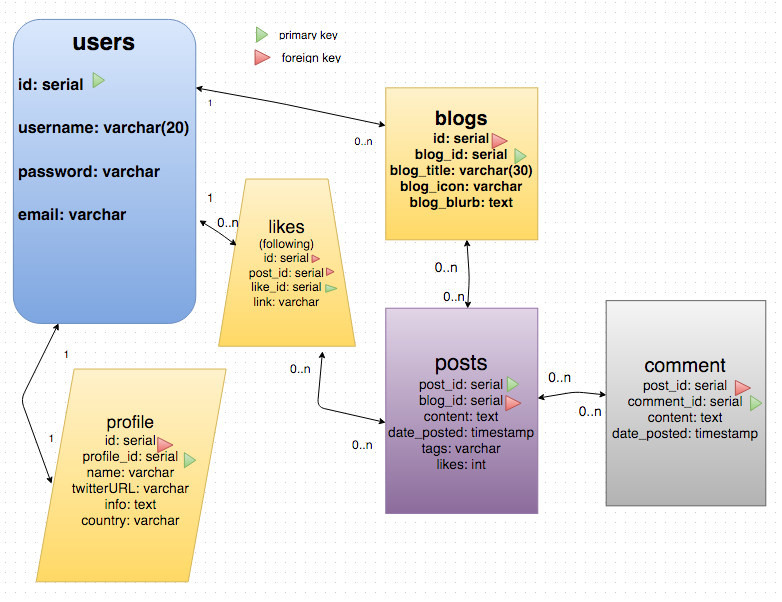 users
id: serial
username: varchar(20)
password: varchar
email: varchar
primary key
foreign key
1
0..n
blogs
id: serial
blog_id: serial
blog_title: varchar(30)
blog_icon: varchar
blog_blurb: text
1
0..n
likes
(following)
id: serial
post_id: serial
like_id: serial
link: varchar
0..n
0..n
0..n
0..n
posts
post_id: serial
blog_id: serial
content: text
date_posted: timestamp
tags: varchar
likes: int
0..n
0..n
comment
post_id: serial
comment_id: serial
content: text
date_posted: timestamp
1
1
profile
id: serial
profile_id: serial
name: varchar
twitterURL: varchar
info: text
country: varchar